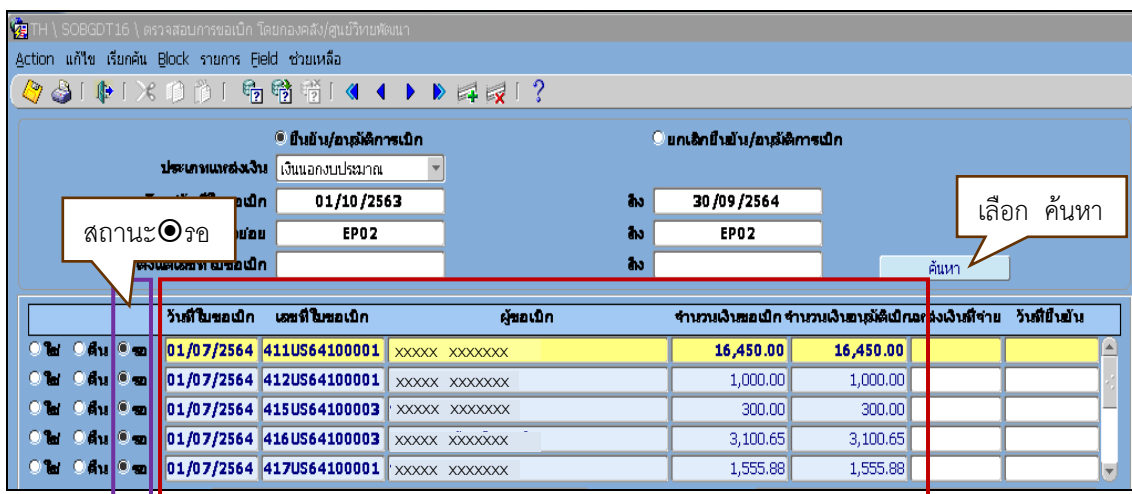 TH \ SOBGDT16 \ ตรวจสอบการขอเบิก โดยกองคลัง/ศูนย์วิทยพัฒนา
Action แก้ไข เรียกค้น Block รายการ Field ช่วยเหลือ
ยืนยัน/อนุมัติการเบิก ยกเลิกยืนยัน/อนุมัติการเบิก
ประเภทแหล่งเงิน เงินนอกงบประมาณ
01/10/2563 ถึง 30/09/2564
เลือก ค้นหา
สถานะ รอ
EP02 ถึง EP02
ถึง ค้นหา
วันที่ใบขอเบิก เลขที่ใบขอเบิก ผู้ขอเบิก จำนวนเงินขอเบิก จำนวนเงินอนุมัติเบิก วันที่ยืนยัน
ใช่ คืน รอ 01/07/2564 411US64100001 xxxxx xxxxxxx 16,450.00 16,450.00
ใช่ คืน รอ 01/07/2564 412US64100001 xxxxx xxxxxxx 1,000.00 1,000.00
ใช่ คืน รอ 01/07/2564 415US64100003 xxxxx xxxxxxx 300.00 300.00
ใช่ คืน รอ 01/07/2564 416US64100003 xxxxx xxxxxxx 3,100.65 3,100.65
ใช่ คืน รอ 01/07/2564 417US64100001 xxxxx xxxxxxx 1,555.88 1,555.88